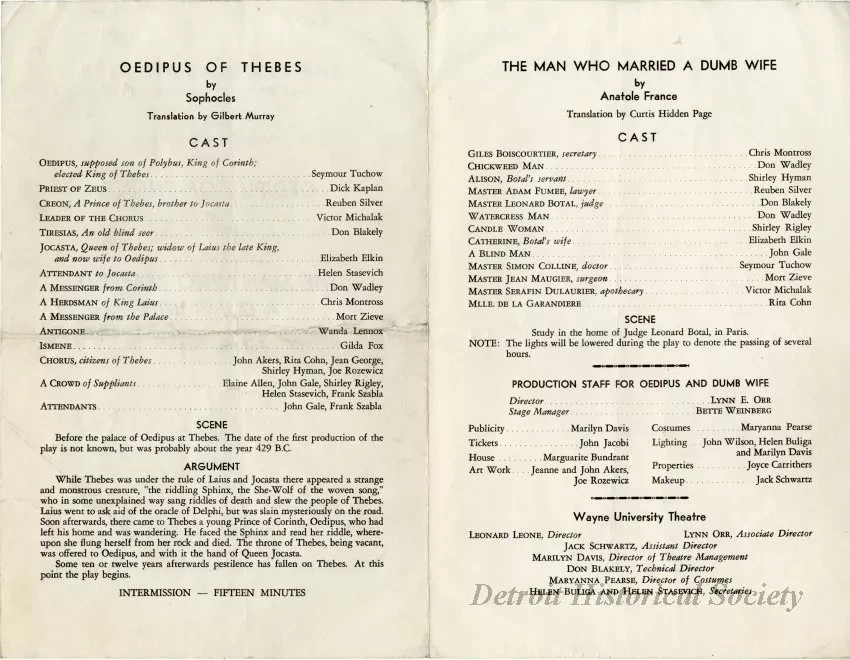 OEDIPUS OF THEBES
by
Sophocles
Translation by Gilbert Murray
CAST
OEDIPUS, supposed son of Polybus, King of Corinth;
elected King of Thebes Seymour Tuchow
PRIEST OF ZEUS Dick Kaplan
CREON, A Prince of Thebes, brother to Jocasta Reuben Silver
LEADER OF THE CHORUS Victor Michalak
TIRESIAS, An old blind seer Don Blakely
JOCASTA, Queen of Thebes; widow of Laius the late King,
and now wife to Oedipus Elizabeth Elkin
ATTENDANT to Jocasta Helen Stasevich
A MESSENGER from Corinth Don Wadley
A HERDSMAN of King Laius Chris Montross
A MESSENGER from the Palace Mort Zieve
ANTIGONE Wanda Lennox
ISMENE Gilda Fox
CHORUS, citizens of Thebes John Akers, Rita Cohn, Jean George,
Shirley Hyman, Joe Rozewicz
A CROWD of Suppliants Elaine Allen, John Gale, Shirley Rigley,
Helen Stasevich, Frank Szabla
ATTENDANTS John Gale, Frank Szabla
SCENE
Before the palace of Oedipus at Thebes. The date of the first production of the
play is not known, but was probably about the year 429 B.C.
ARGUMENT
While Thebes was under the rule of Laius and Jocasta there appeared a strange
and monstrous creature, "the riddling Sphinx, the She-Wolf of the woven song,"
who in some unexplained way sang riddles of death and slew the people of Thebes.
Laius went to ask aid of the oracle of Delphi, but was slain mysteriously on the road.
Soon afterwards, there came to Thebes a young Prince of Corinth, Oedipus, who had
left his home and was wandering. He faced the Sphinx and read her riddle, where-
upon she flung herself from her rock and died. The throne of Thebes, being vacant,
was offered to Oedipus, and with it the hand of Queen Jocasta.
Some ten or twelve years afterwards pestilence has fallen on Thebes. At this
point the play begins.
INTERMISSION — FIFTEEN MINUTES
THE MAN WHO MARRIED A DUMB WIFE
by
Anatole France
Translation by Curtis Hidden Page
CAST
GILES BOISCOURTIER, secretary Chris Montross
CHICKWEED MAN Don Wadley
ALISON, Botal's servant Shirley Hyman
MASTER ADAM FUMEE, lawyer Reuben Silver
MASTER LEONARD BOTAL, judge Don Blakely
WATERCRESS MAN Don Wadley
CANDLE WOMAN Shirley Rigley
CATHERINE, Botal's wife Elizabeth Elkin
A BLIND MAN John Gale
MASTER SIMON COLLINE, doctor Seymour Tuchow
MASTER JEAN MAUGIER, surgeon Mort Zieve
MASTER SERAFIN DULAURIER, apothecary Victor Michalak
MLLE. DE LA GARANDIERE Rita Cohn
SCENE
Study in the home of Judge Leonard Botal, in Paris.
NOTE: The lights will be lowered during the play to denote the passing of several
hours.
PRODUCTION STAFF FOR OEDIPUS AND DUMB WIFE
Director LYNN E. ORR
Stage Manager BETTE WEINBERG
Publicity Marilyn Davis
Tickets John Jacobi
House Marguerite Bundrant
Art Work Jeanne and John Akers,
Joe Rozewicz
Costumes Maryanna Pearse
Lighting John Wilson, Helen Buliga
and Marilyn Davis
Properties Joyce Carrithers
Makeup Jack Schwartz
Wayne University Theatre
LEONARD LEONE, Director LYNN ORR, Associate Director
JACK SCHWARTZ, Assistant Director
MARILYN DAVIS, Director of Theatre Management
DON BLAKELY, Technical Director
MARYANNA PEARSE, Director of Costumes
HELEN BULIGA AND HELEN STASEVICH, Secretaries
Detroit Historical Society